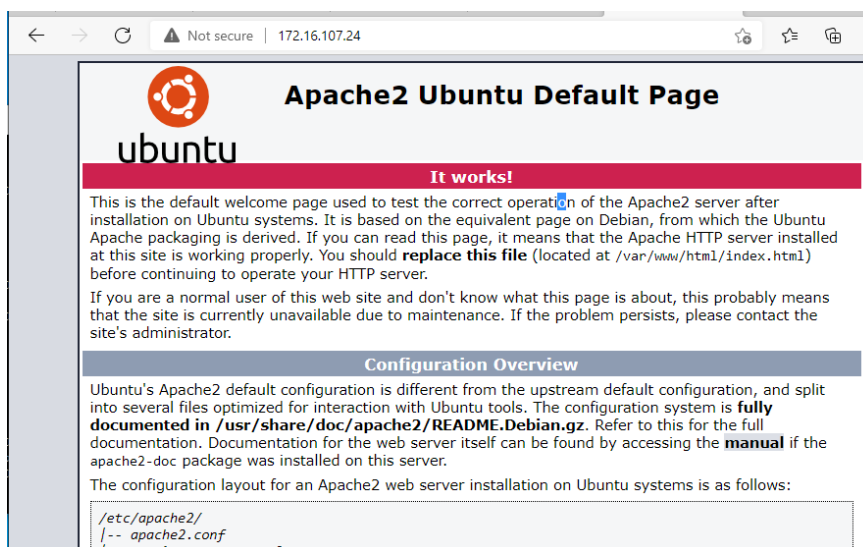 Not secure 172.16.107.24
Apache2 Ubuntu Default Page
ubuntu
It works!
This is the default welcome page used to test the correct operation of the Apache2 server after
installation on Ubuntu systems. It is based on the equivalent page on Debian, from which the Ubuntu
Apache packaging is derived. If you can read this page, it means that the Apache HTTP server installed
at this site is working properly. You should replace this file (located at /var/www/html/index.html)
before continuing to operate your HTTP server.
If you are a normal user of this web site and don't know what this page is about, this probably means
that the site is currently unavailable due to maintenance. If the problem persists, please contact the
site's administrator.
Configuration Overview
Ubuntu's Apache2 default configuration is different from the upstream default configuration, and split
into several files optimized for interaction with Ubuntu tools. The configuration system is fully
documented in /usr/share/doc/apache2/README.Debian.gz. Refer to this for the full
documentation. Documentation for the web server itself can be found by accessing the manual if the
apache2-doc package was installed on this server.
The configuration layout for an Apache2 web server installation on Ubuntu systems is as follows:
/etc/apache2/
|-- apache2.conf